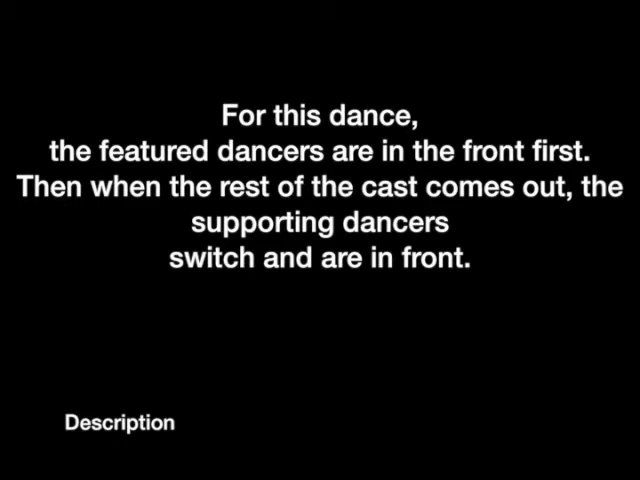 For this dance,
the featured dancers are in the front first.
Then when the rest of the cast comes out, the
supporting dancers
switch and are in front.
Description